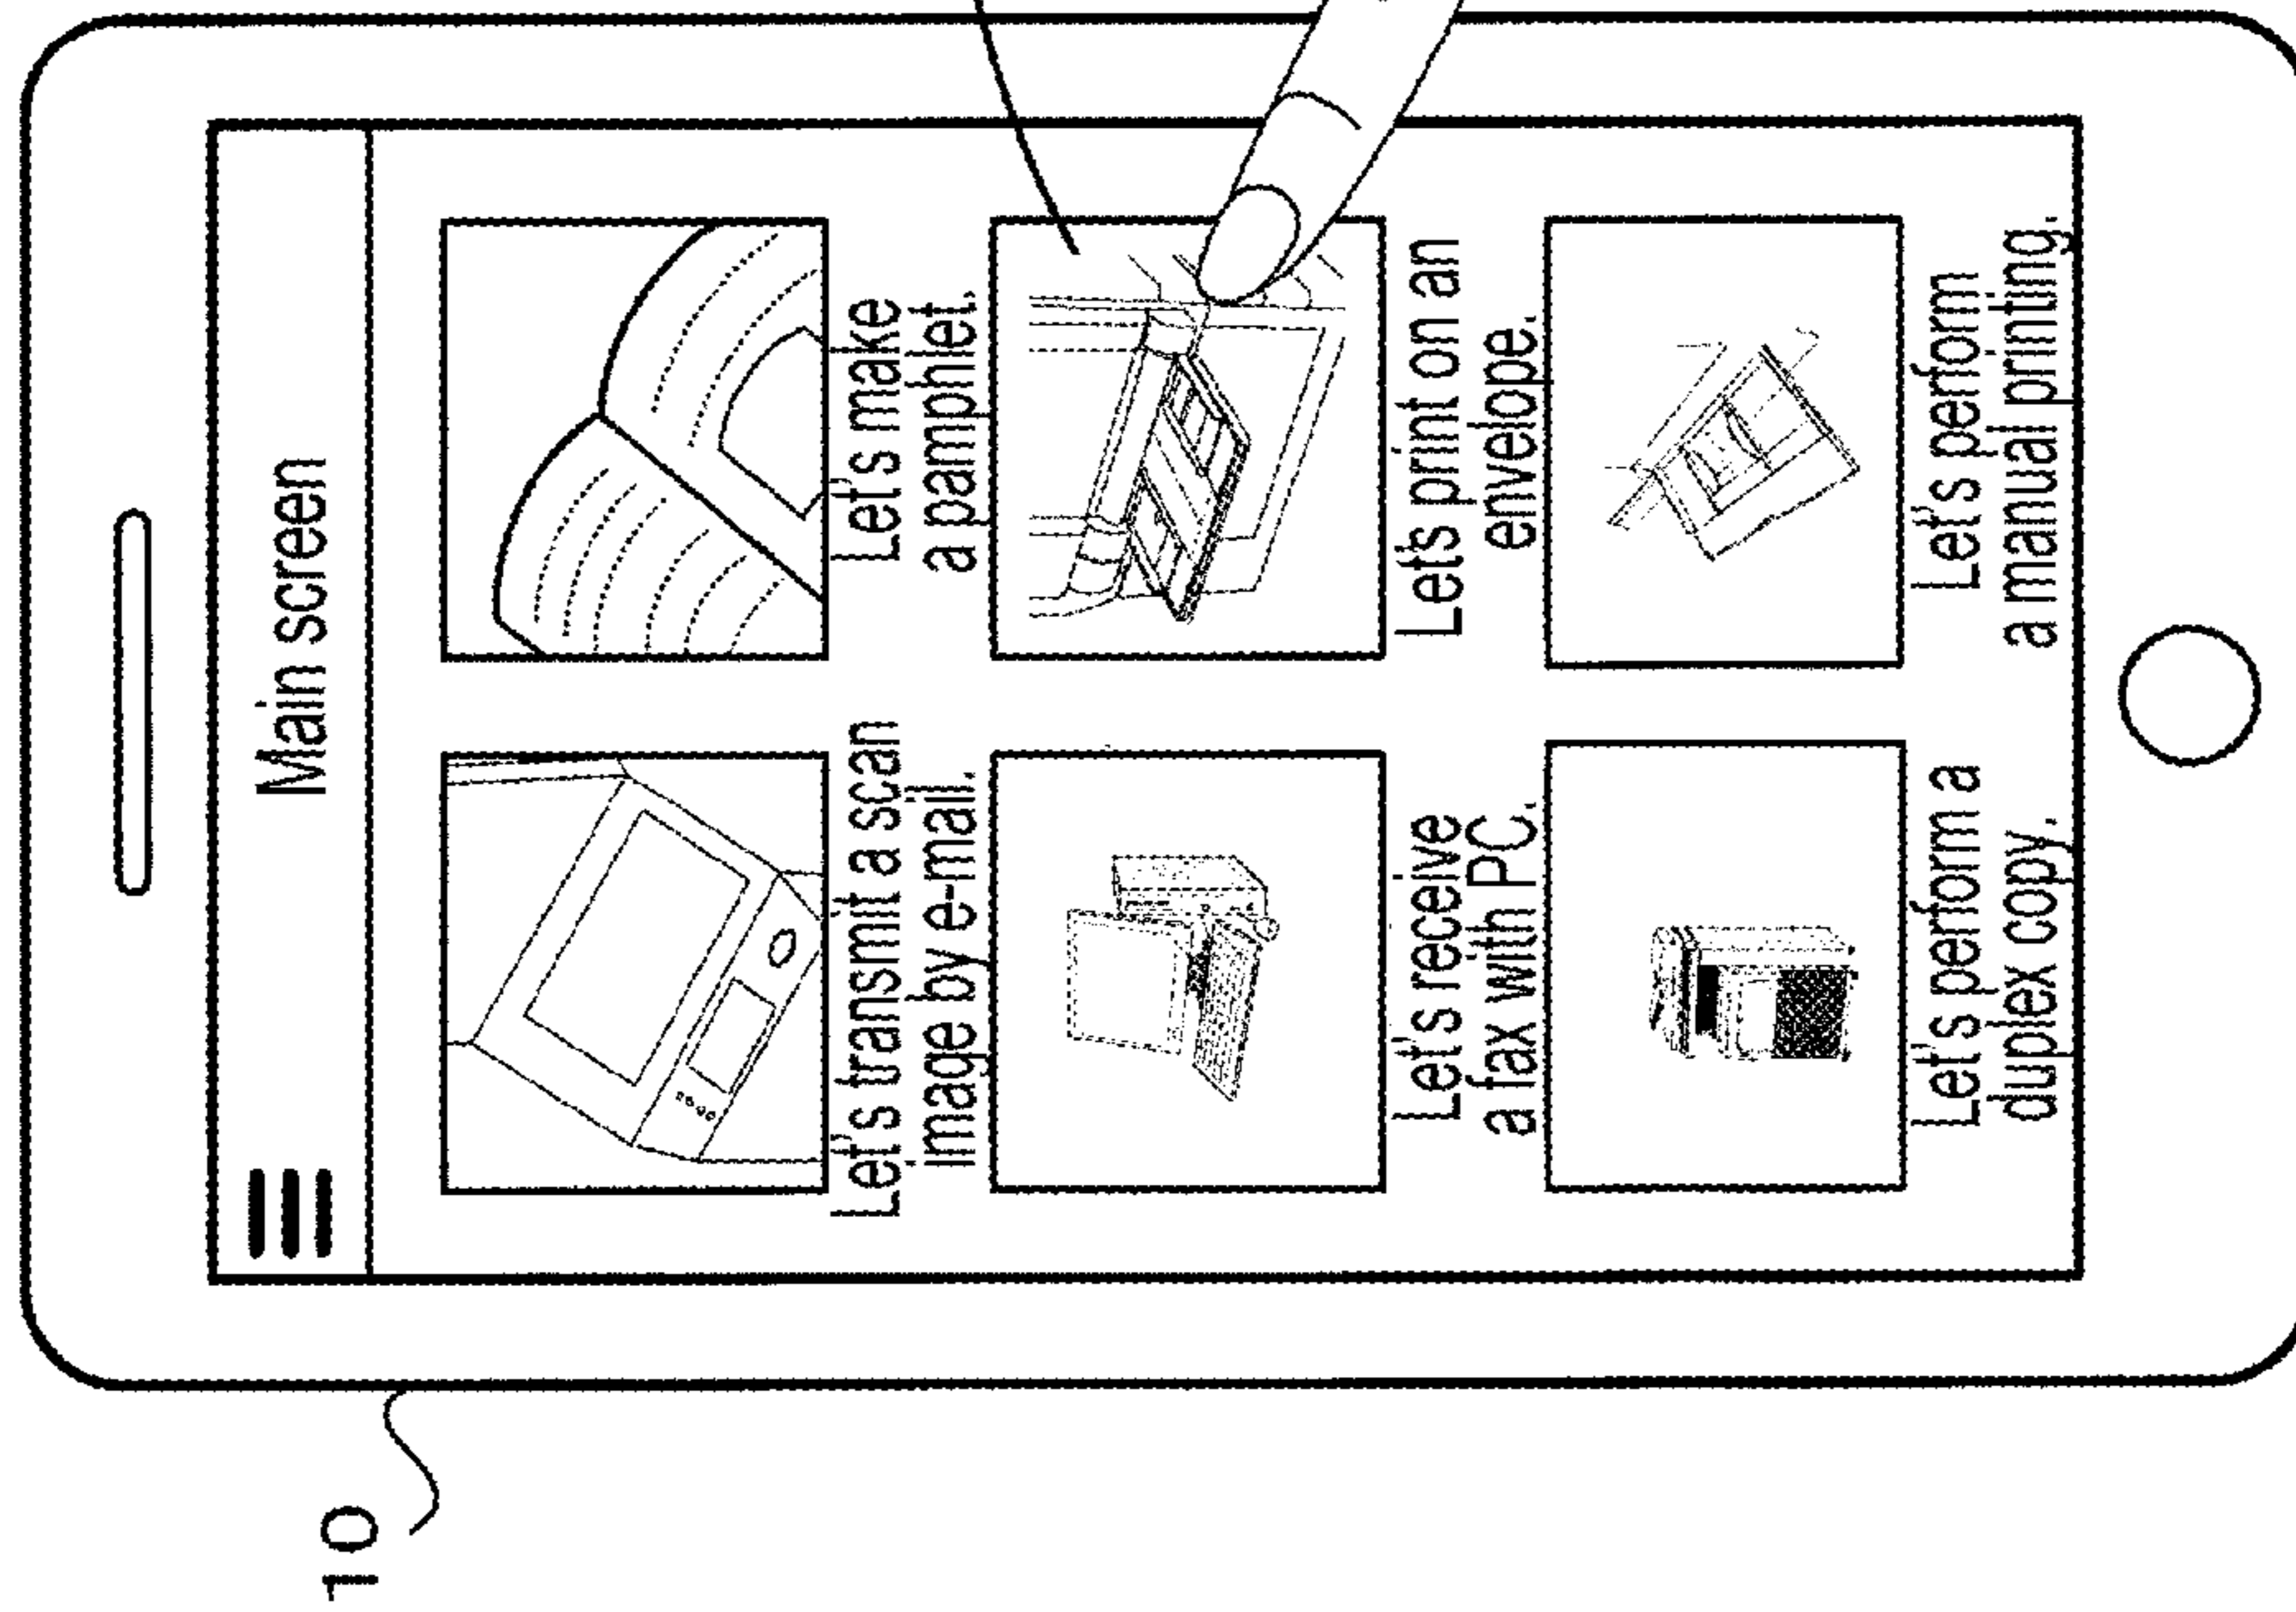 10
Main screen
Let's transmit a scan
image by e-mail.
Let's make
a pamphlet.
Let's receive
a fax with PC.
Let's print on an
envelope.
Let's perform a
duplex copy.
Let's perform
a manual printing.